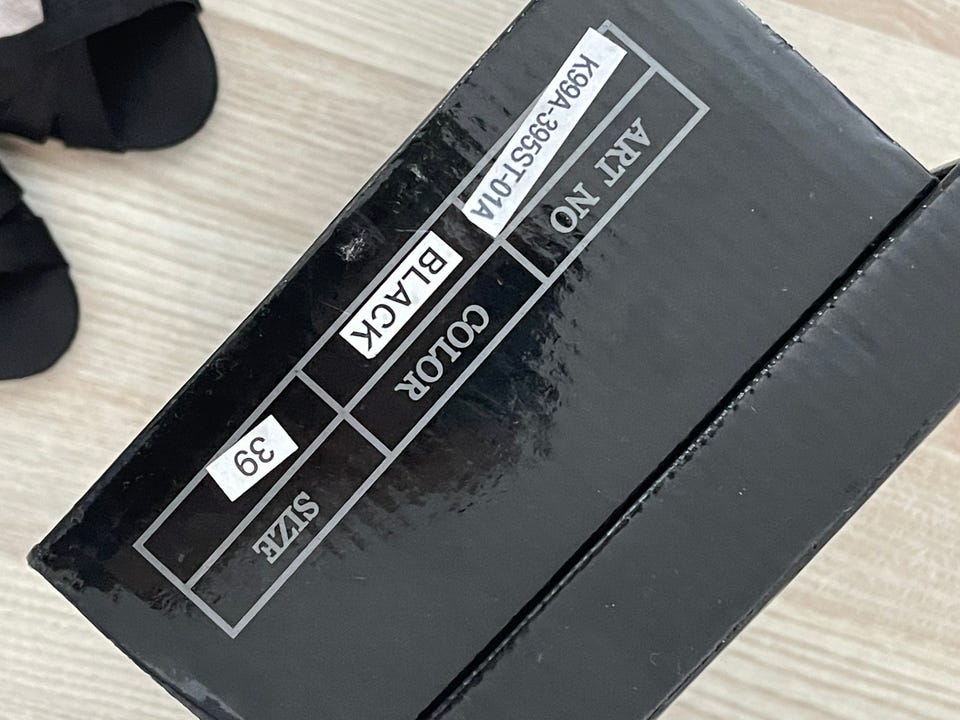 ART NO
K99A-395ST-01A
COLOR
BLACK
SIZE
39